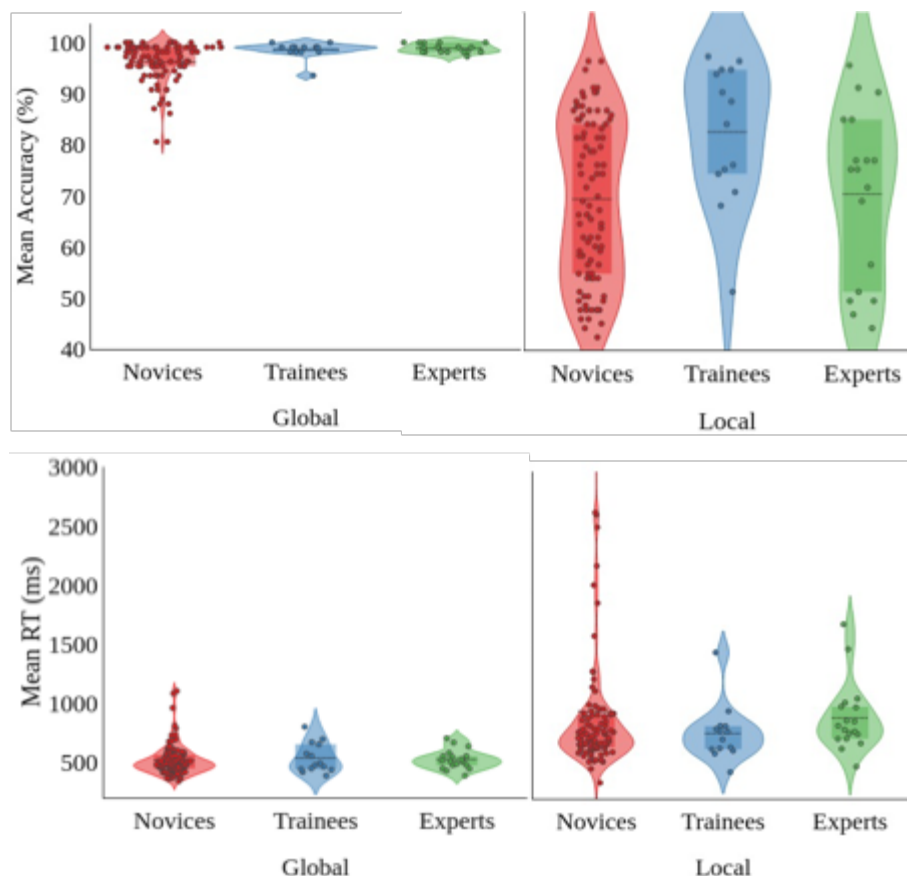 Mean Accuracy (%)
100
90
80
70
60
50
40
Novices Trainees Experts
Global
Novices Trainees Experts
Local
Mean RT (ms)
3000
2500
2000
1500
1000
500
Novices Trainees Experts
Global
Novices Trainees Experts
Local